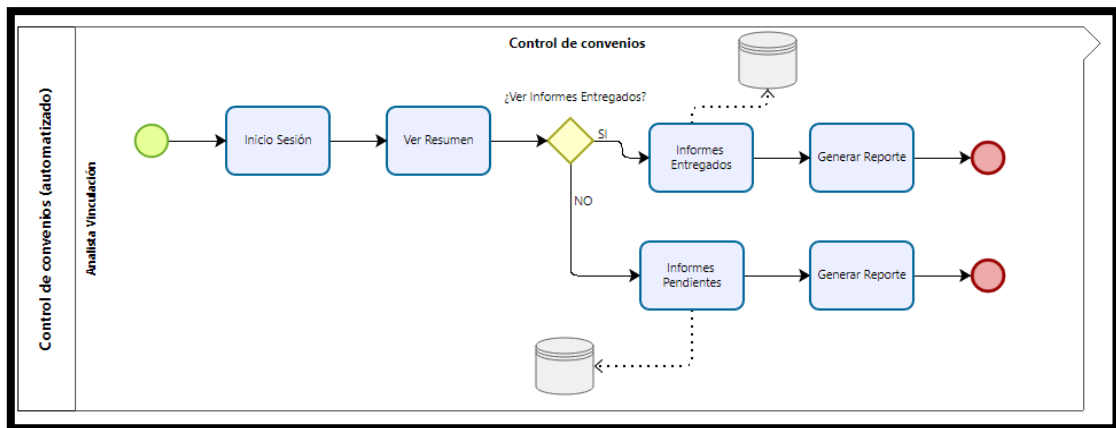 Control de convenios (automatizado)
Analista Vinculación
Control de convenios
¿Ver Informes Entregados?
Inicio Sesión
Ver Resumen
SI
Informes
Entregados
Generar Reporte
NO
Informes
Pendientes
Generar Reporte